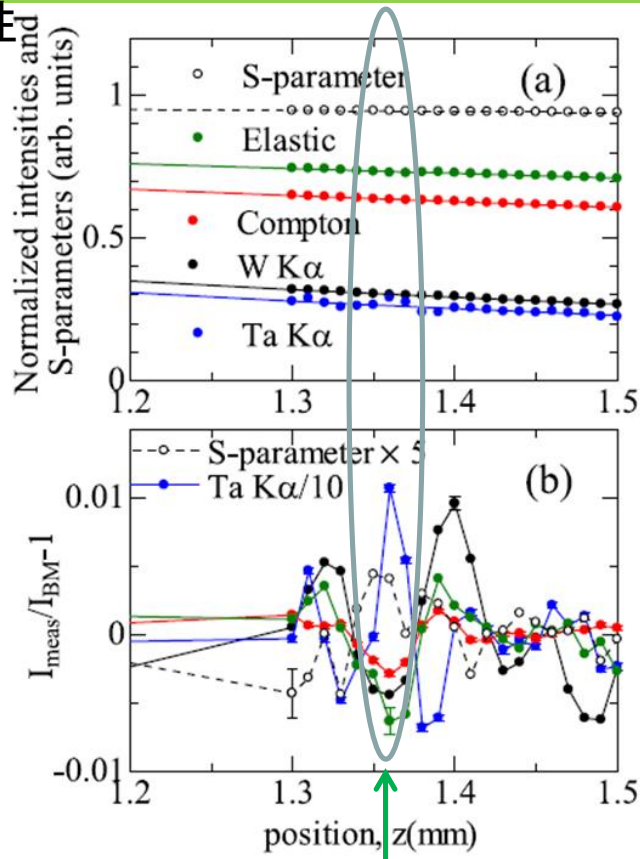 E
Normalized intensities and
S-parameters (arb. units)
(a)
S-parameter
Elastic
Compton
W Kα
Ta Kα
1
0.5
0
1.2 1.3 1.4 1.5
(b)
S-parameter × 5
Ta Kα/10
I_meas/I_BM-1
0.01
0
-0.01
1.2 1.3 1.4 1.5
position, z(mm)